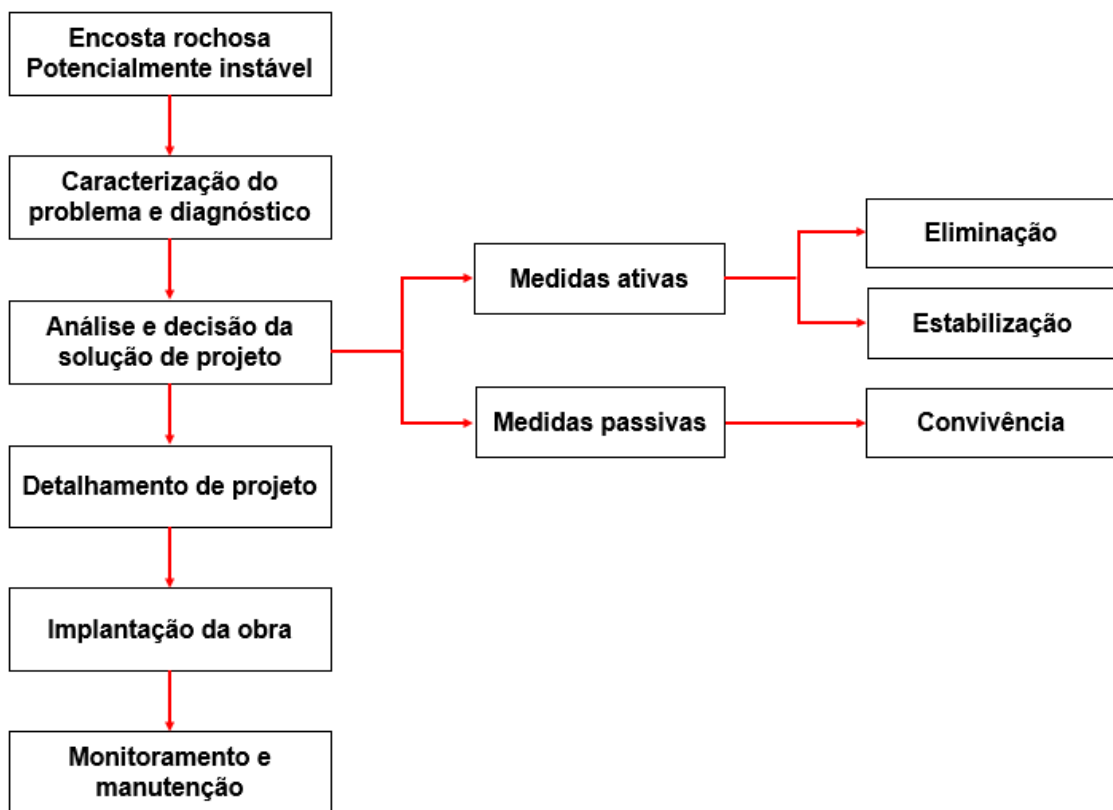 Encosta rochosa
Potencialmente instável
Caracterização do
problema e diagnóstico
Análise e decisão da
solução de projeto
Detalhamento de projeto
Implantação da obra
Monitoramento e
manutenção
Medidas ativas
Medidas passivas
Eliminação
Estabilização
Convivência